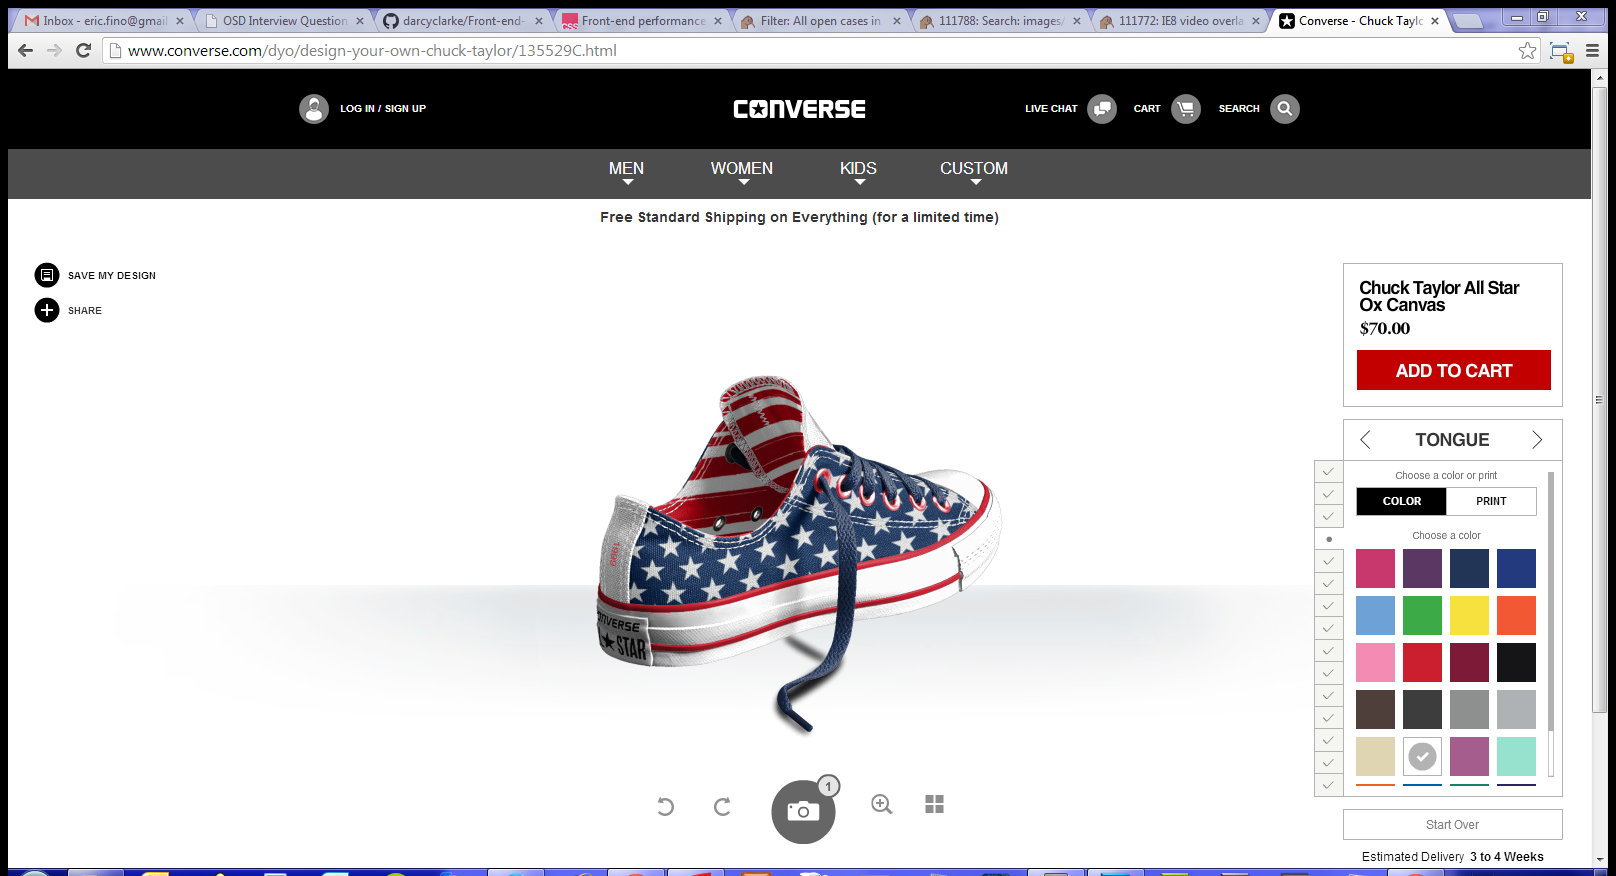 Inbox - eric.fino@gmail
OSD Interview Question
darcyclarke/Front-end-
Front-end performance
Filter: All open cases in
111788: Search: images/
111772: IE8 video overla
Converse - Chuck Taylo
www.converse.com/dyo/design-your-own-chuck-taylor/135529C.html
LOG IN / SIGN UP
CONVERSE
LIVE CHAT
CART
SEARCH
MEN
WOMEN
KIDS
CUSTOM
Free Standard Shipping on Everything (for a limited time)
SAVE MY DESIGN
SHARE
Chuck Taylor All Star
Ox Canvas
$70.00
ADD TO CART
TONGUE
Choose a color or print
COLOR
PRINT
Choose a color
NVERSE
STAR
1
Start Over
Estimated Delivery 3 to 4 Weeks